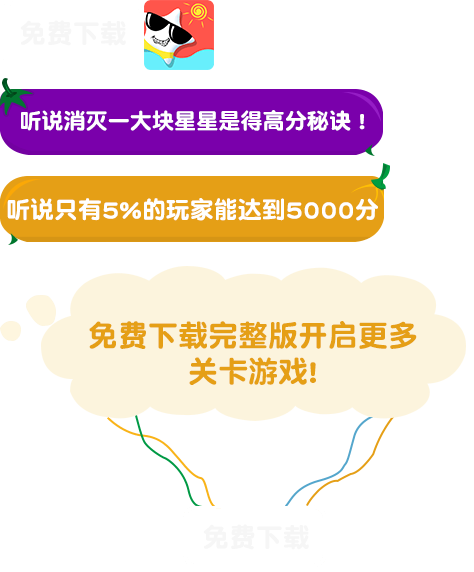 免费下载
听说消灭一大块星星是得高分秘诀！
听说只有5%的玩家能达到5000分
免费下载完整版开启更多
关卡游戏!
免费下载